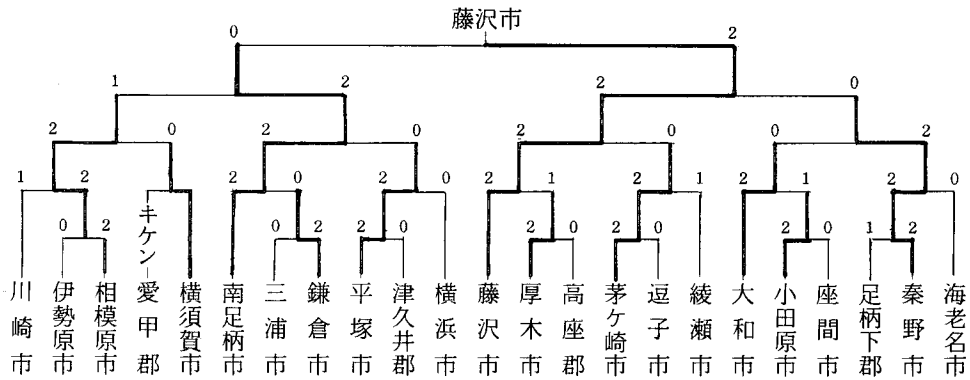 藤沢市
0 2
1 2 2 0
2 0 2 0 2 0 0 2
1 2 2 0 2 0 2 1 2 1 2 1 2 0
キケン
0 2 0 2 2 0 2 0 2 0 2 0 1 2
川崎市
伊勢原市
相模原市
愛甲郡
横須賀市
南足柄市
三浦市
鎌倉市
平塚市
津久井郡
横浜市
藤沢市
厚木市
高座郡
茅ケ崎市
逗子市
綾瀬市
大和市
小田原市
座間市
足柄下郡
秦野市
海老名市